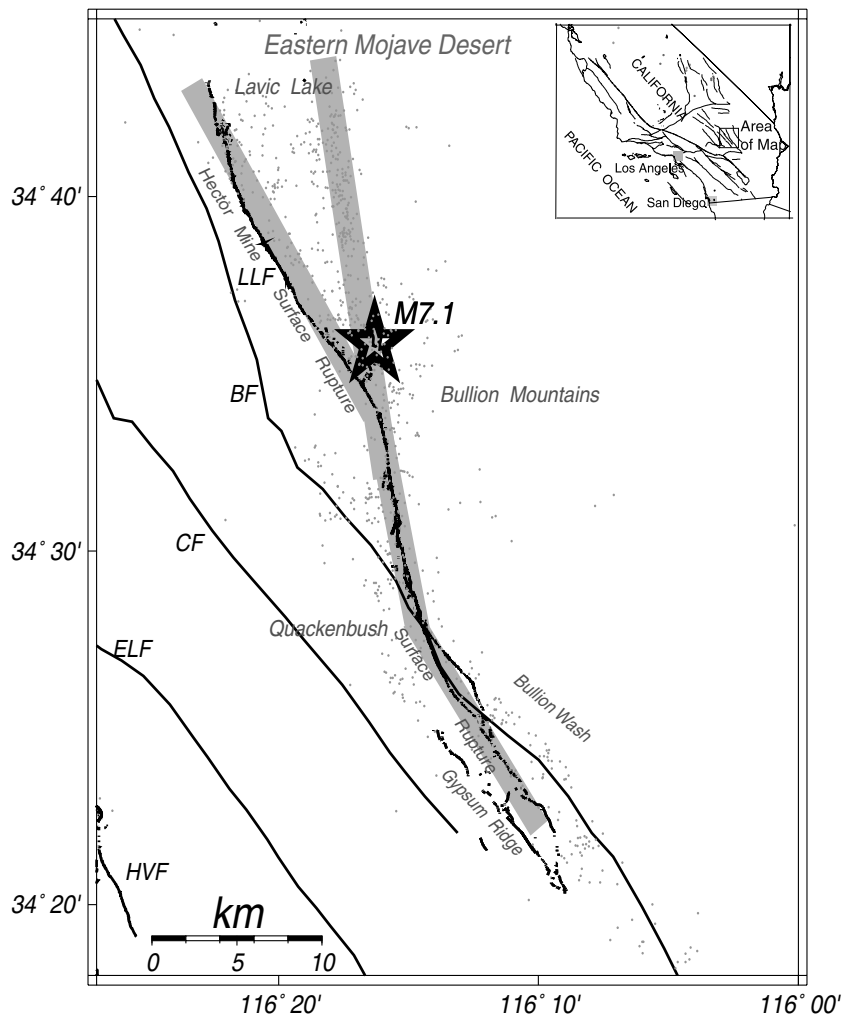 Eastern Mojave Desert
Lavic Lake
CALIFORNIA
PACIFIC OCEAN
Area
of Map
Los Angeles
San Diego
34° 40'
Hector Mine Surface Rupture
LLF
M7.1
BF
Bullion Mountains
CF
34° 30'
Quackenbush
Surface Rupture
ELF
Bullion Wash
Gypsum Ridge
HVF
34° 20'
km
0 5 10
116° 20' 116° 10' 116° 00'